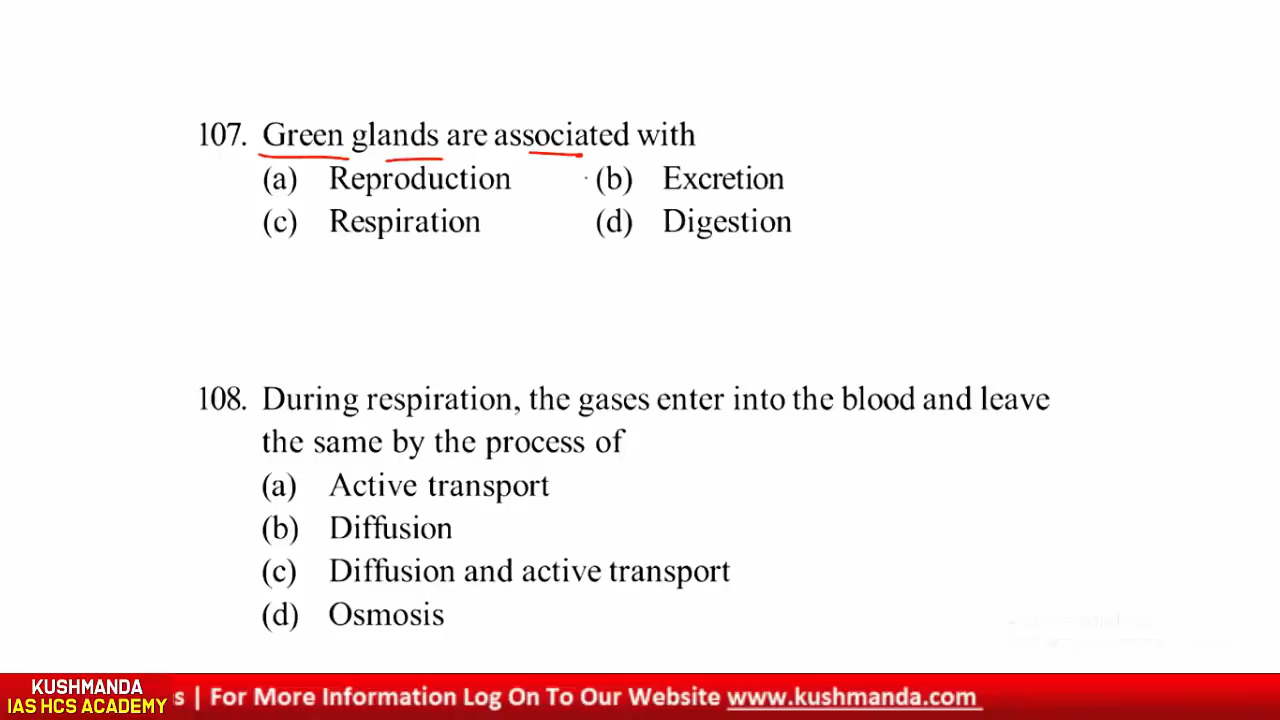 107. Green glands are associated with
(a) Reproduction (b) Excretion
(c) Respiration (d) Digestion
108. During respiration, the gases enter into the blood and leave
the same by the process of
(a) Active transport
(b) Diffusion
(c) Diffusion and active transport
(d) Osmosis
KUSHMANDA
IAS HCS ACADEMY
s | For More Information Log On To Our Website www.kushmanda.com